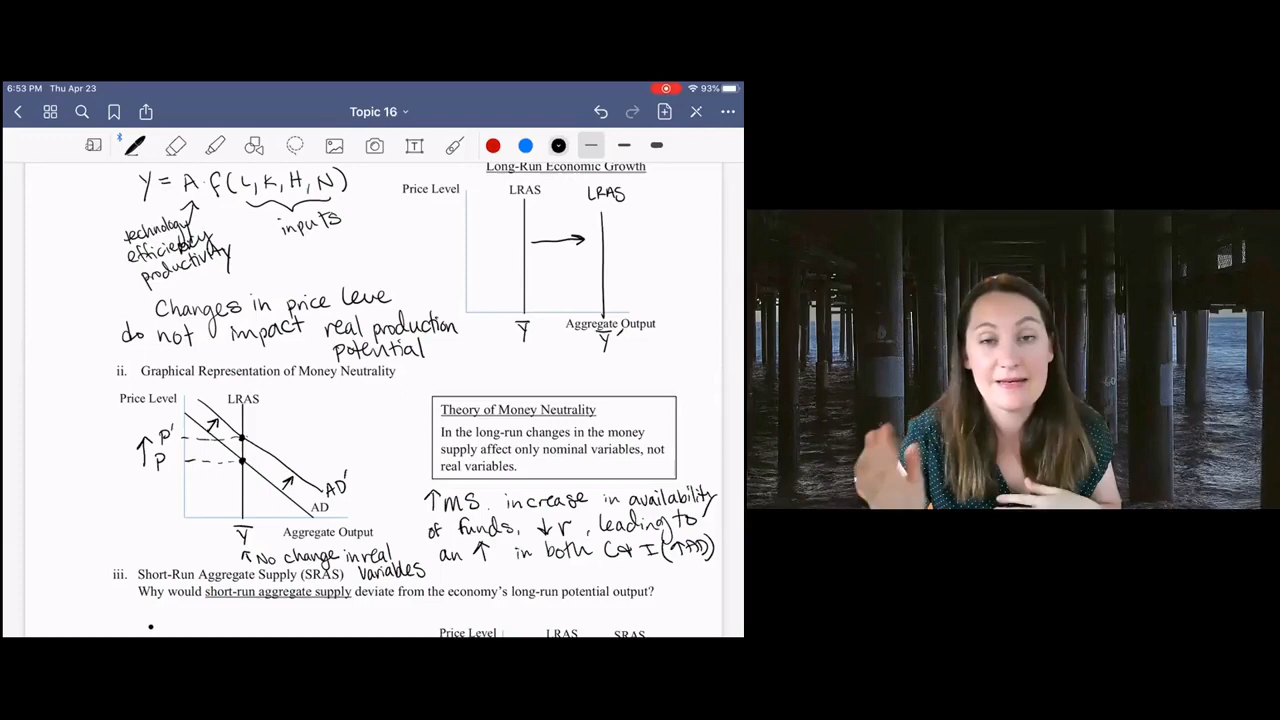 6:53 PM Thu Apr 23
93%
Topic 16
Y = A · f(L, K, H, N)
inputs
technology
efficiency
productivity
Changes in price leve
do not impact real production
potential
Long-Run Economic Growth
Price Level
LRAS
LRAS
Y̅
Aggregate Output
Y̅'
ii. Graphical Representation of Money Neutrality
Price Level
LRAS
↑ P'
P
AD'
AD
Y̅
Aggregate Output
↑ No change in real
variables
Theory of Money Neutrality
In the long-run changes in the money
supply affect only nominal variables, not
real variables.
↑ MS. increase in availability
of funds, ↓ r, leading to
an ↑ in both C & I (↑AD)
iii. Short-Run Aggregate Supply (SRAS)
Why would short-run aggregate supply deviate from the economy's long-run potential output?
•
Price Level
LRAS
SRAS